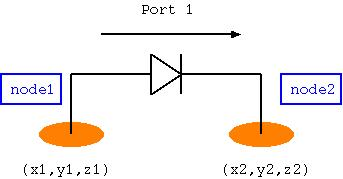 Port 1
node1
node2
(x1,y1,z1)
(x2,y2,z2)